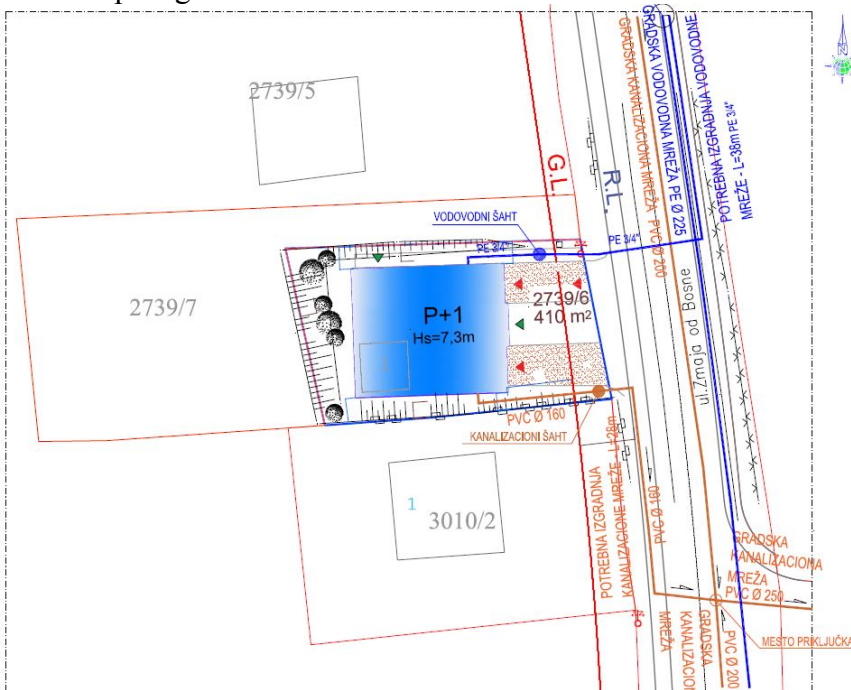 2739/5
GRADSKA KANALIZACIONA MREŽA PVC Ø 200
GRADSKA VODOVODNA MREŽA PE Ø 225
POTREBNA IZGRADNJA VODOVODNE
MREŽE - L=38m PE 3/4"
G.L.
R.L.
VODOVODNI ŠAHT
PE 3/4"
PE 3/4"
2739/7
P+1
Hs=7,3m
2739/6
410 m²
ul.Zmaja od Bosne
PVC Ø 160
KANALIZACIONI ŠAHT
1
3010/2
POTREBNA IZGRADNJA
KANALIZACIONE MREŽE - L=28m
PVC Ø 160
GRADSKA
KANALIZACIONA
MREŽA
PVC Ø 250
MESTO PRIKLJUČKA
GRADSKA
KANALIZACION
MREŽA
PVC Ø 200